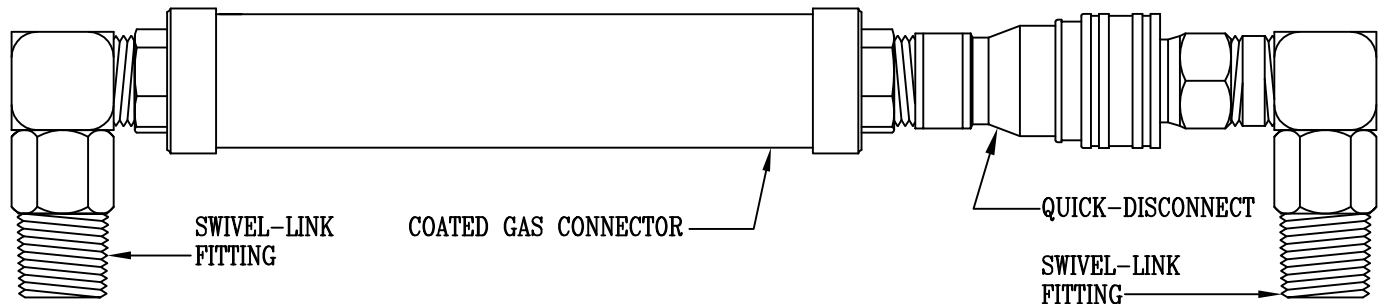 SWIVEL-LINK
FITTING
COATED GAS CONNECTOR
QUICK-DISCONNECT
SWIVEL-LINK
FITTING